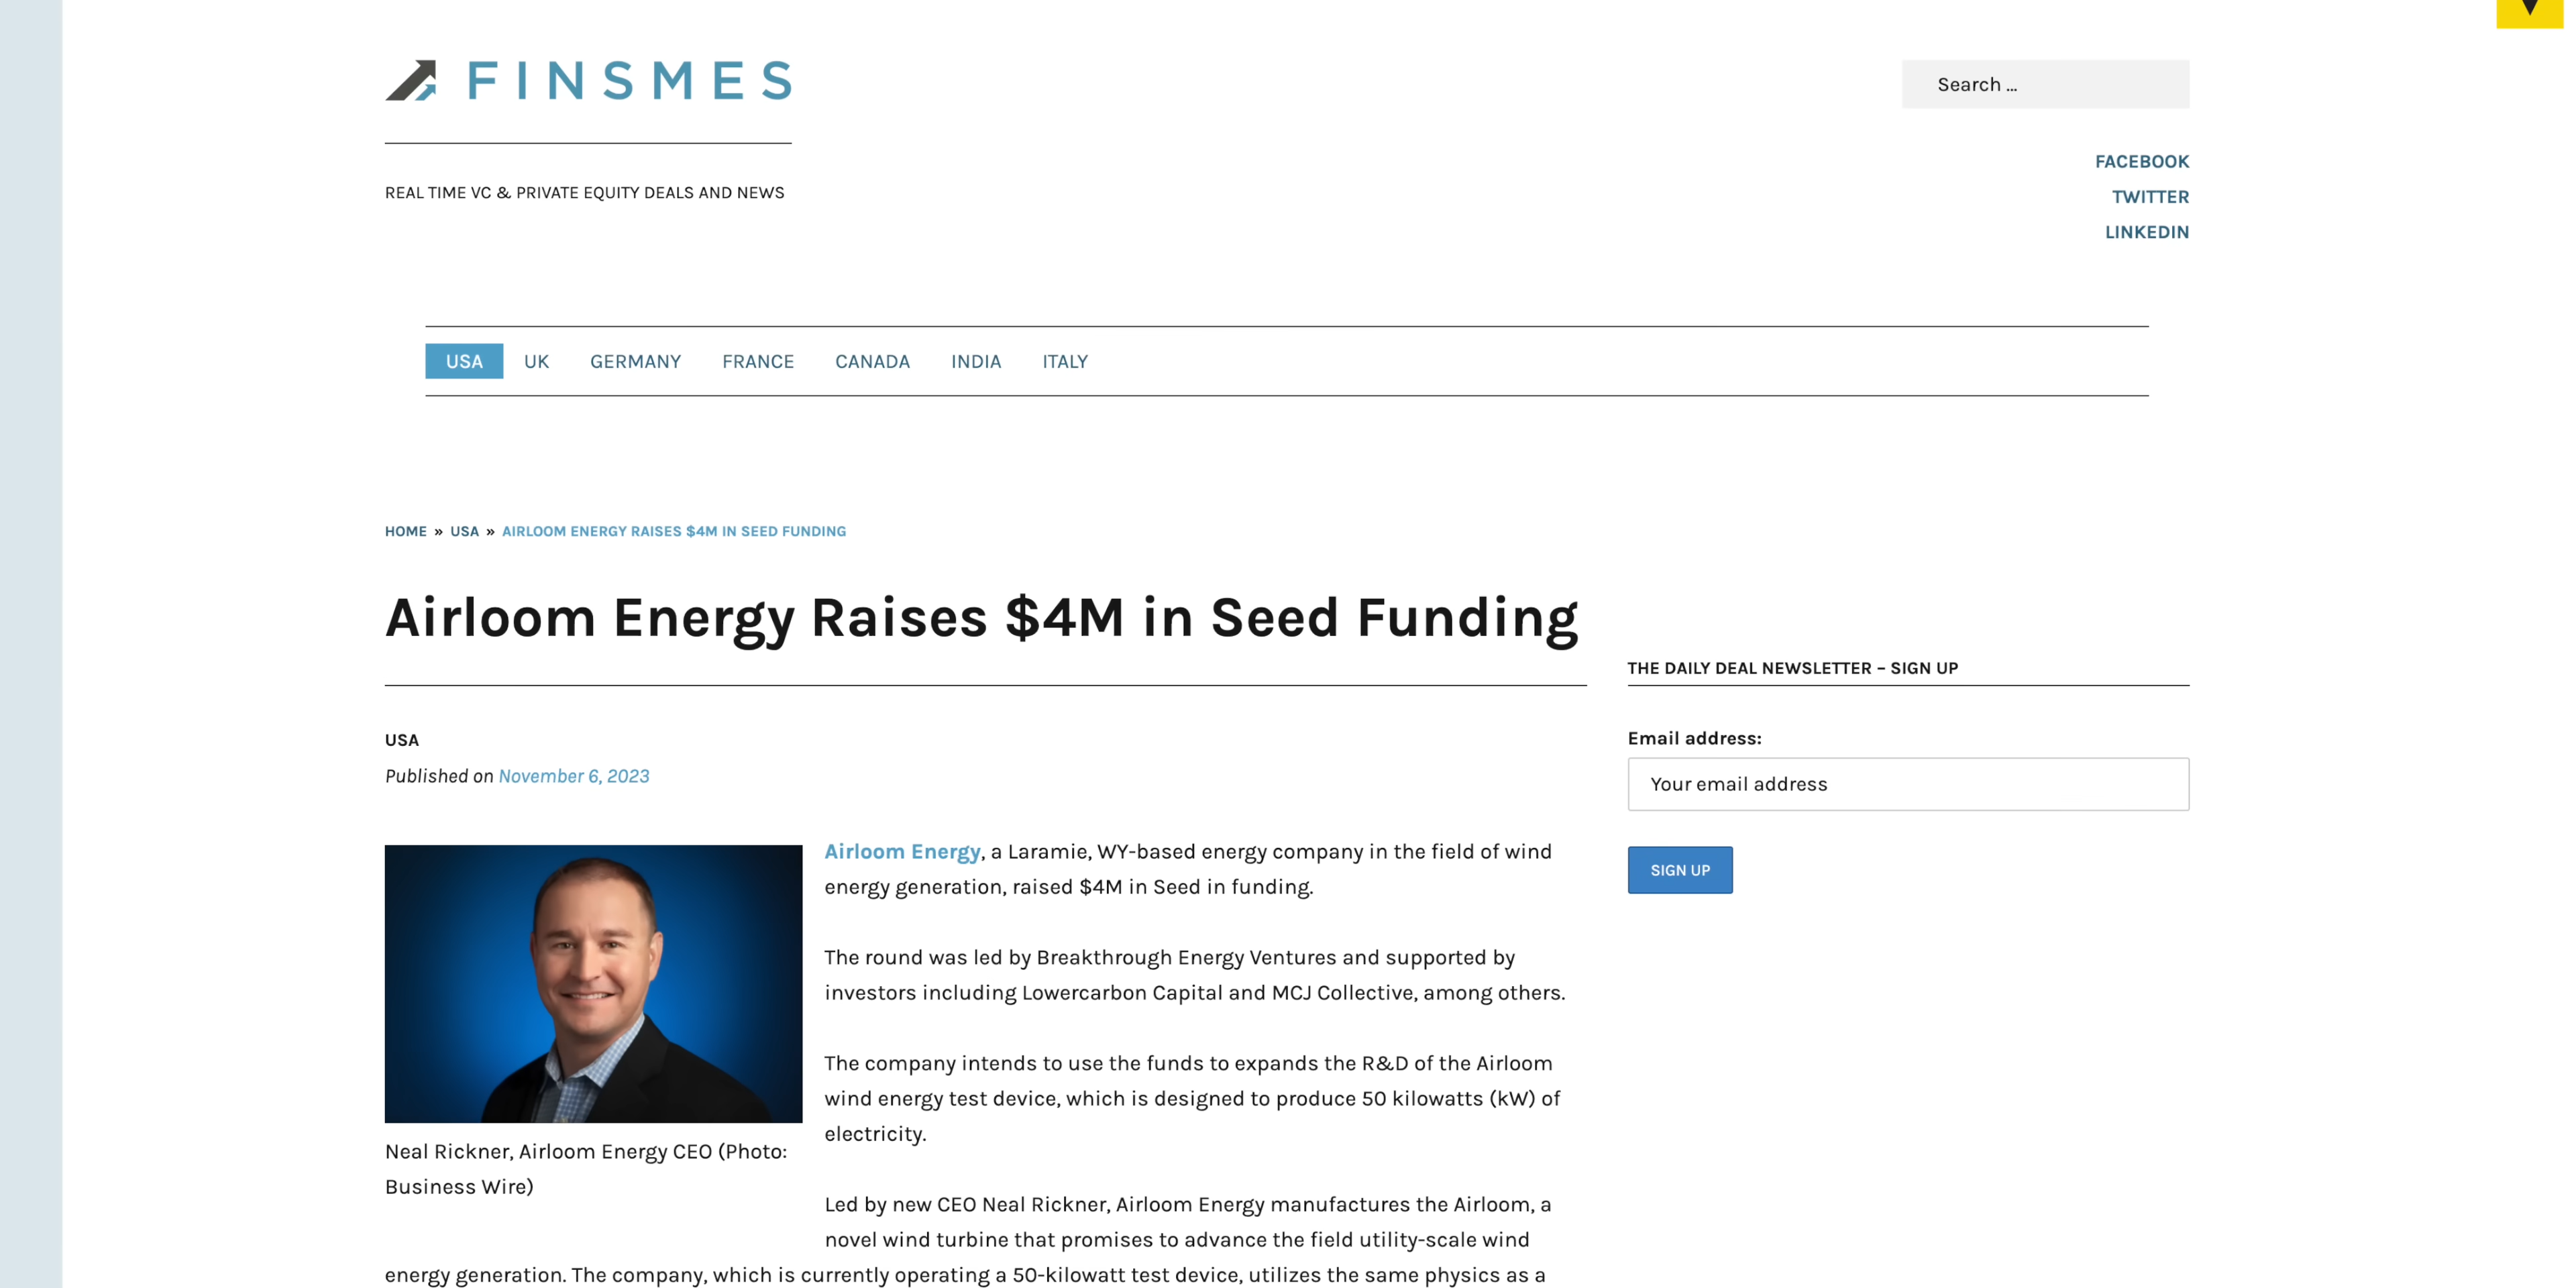 FINSMES
Search ...
REAL TIME VC & PRIVATE EQUITY DEALS AND NEWS
FACEBOOK
TWITTER
LINKEDIN
USA UK GERMANY FRANCE CANADA INDIA ITALY
HOME » USA » AIRLOOM ENERGY RAISES $4M IN SEED FUNDING
Airloom Energy Raises $4M in Seed Funding
USA
Published on November 6, 2023
Neal Rickner, Airloom Energy CEO (Photo:
Business Wire)
Airloom Energy, a Laramie, WY-based energy company in the field of wind
energy generation, raised $4M in Seed in funding.
The round was led by Breakthrough Energy Ventures and supported by
investors including Lowercarbon Capital and MCJ Collective, among others.
The company intends to use the funds to expands the R&D of the Airloom
wind energy test device, which is designed to produce 50 kilowatts (kW) of
electricity.
Led by new CEO Neal Rickner, Airloom Energy manufactures the Airloom, a
novel wind turbine that promises to advance the field utility-scale wind
energy generation. The company, which is currently operating a 50-kilowatt test device, utilizes the same physics as a
THE DAILY DEAL NEWSLETTER – SIGN UP
Email address:
Your email address
SIGN UP